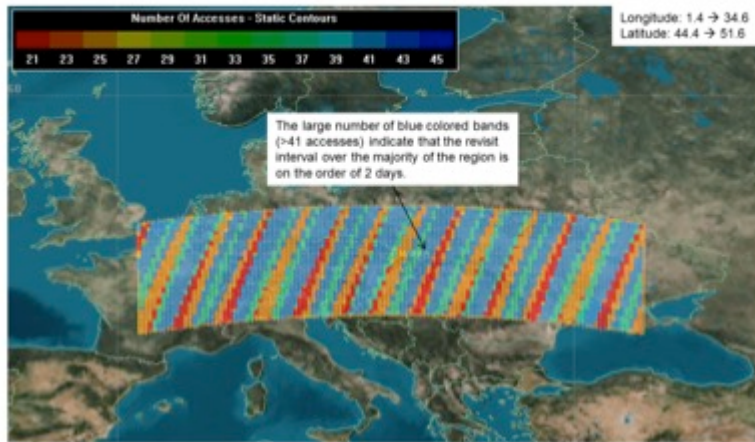 Number Of Accesses - Static Contours
21 23 25 27 29 31 33 35 37 39 41 43 45
Longitude: 1.4 → 34.6
Latitude: 44.4 → 51.6
The large number of blue colored bands
(>41 accesses) indicate that the revisit
interval over the majority of the region is
on the order of 2 days.